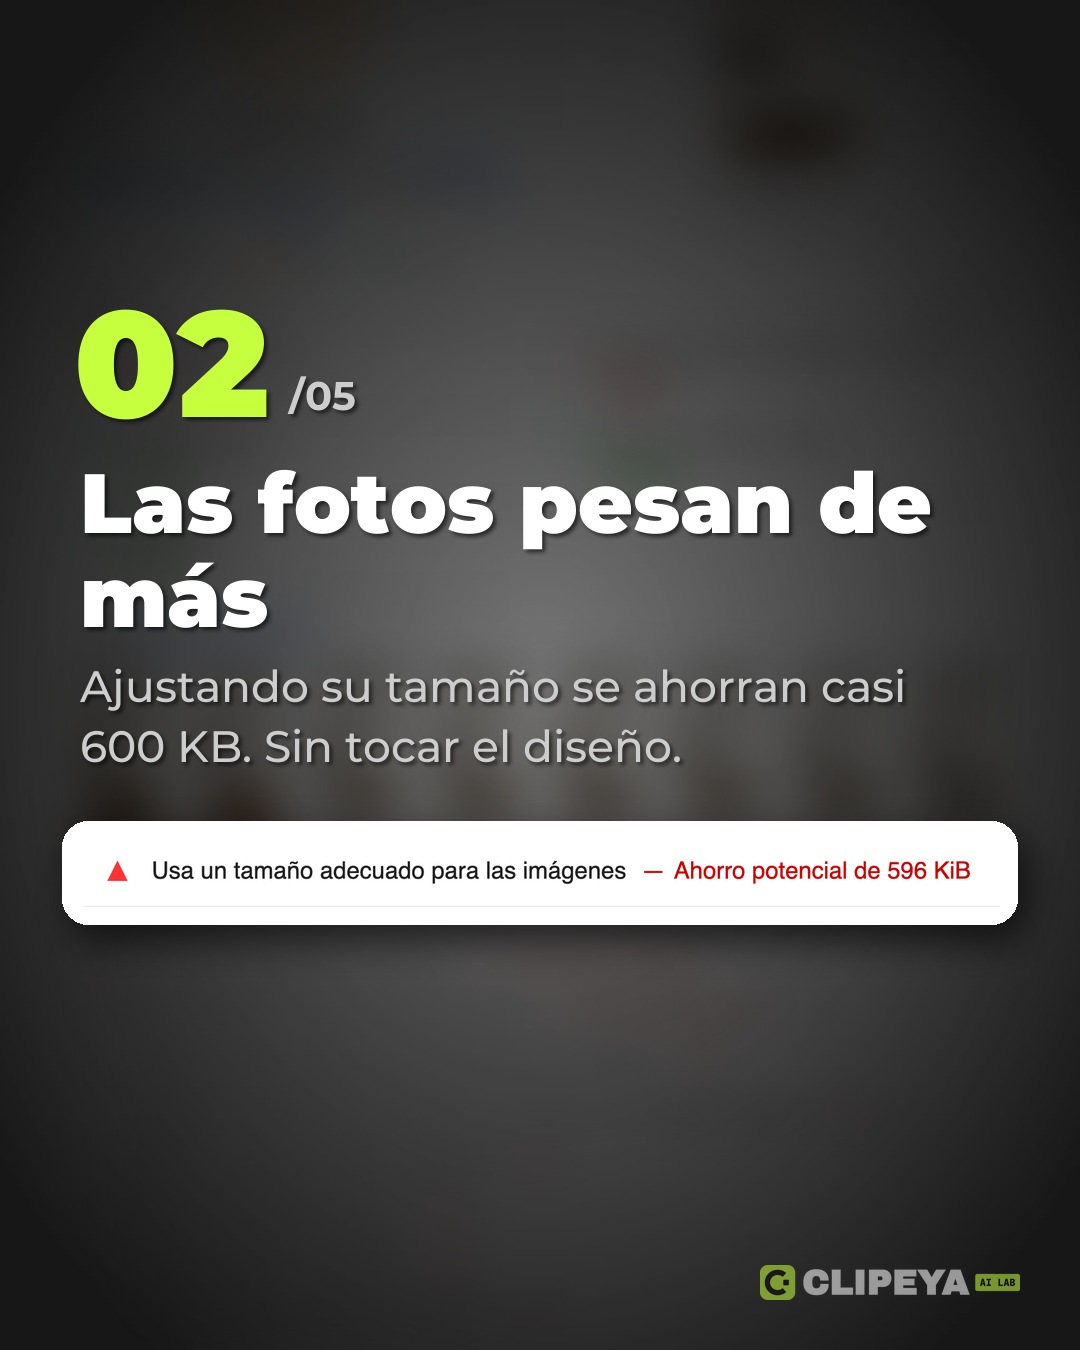 02 /05
Las fotos pesan de
más
Ajustando su tamaño se ahorran casi
600 KB. Sin tocar el diseño.
▲ Usa un tamaño adecuado para las imágenes — Ahorro potencial de 596 KiB
CLIPEYA AI LAB